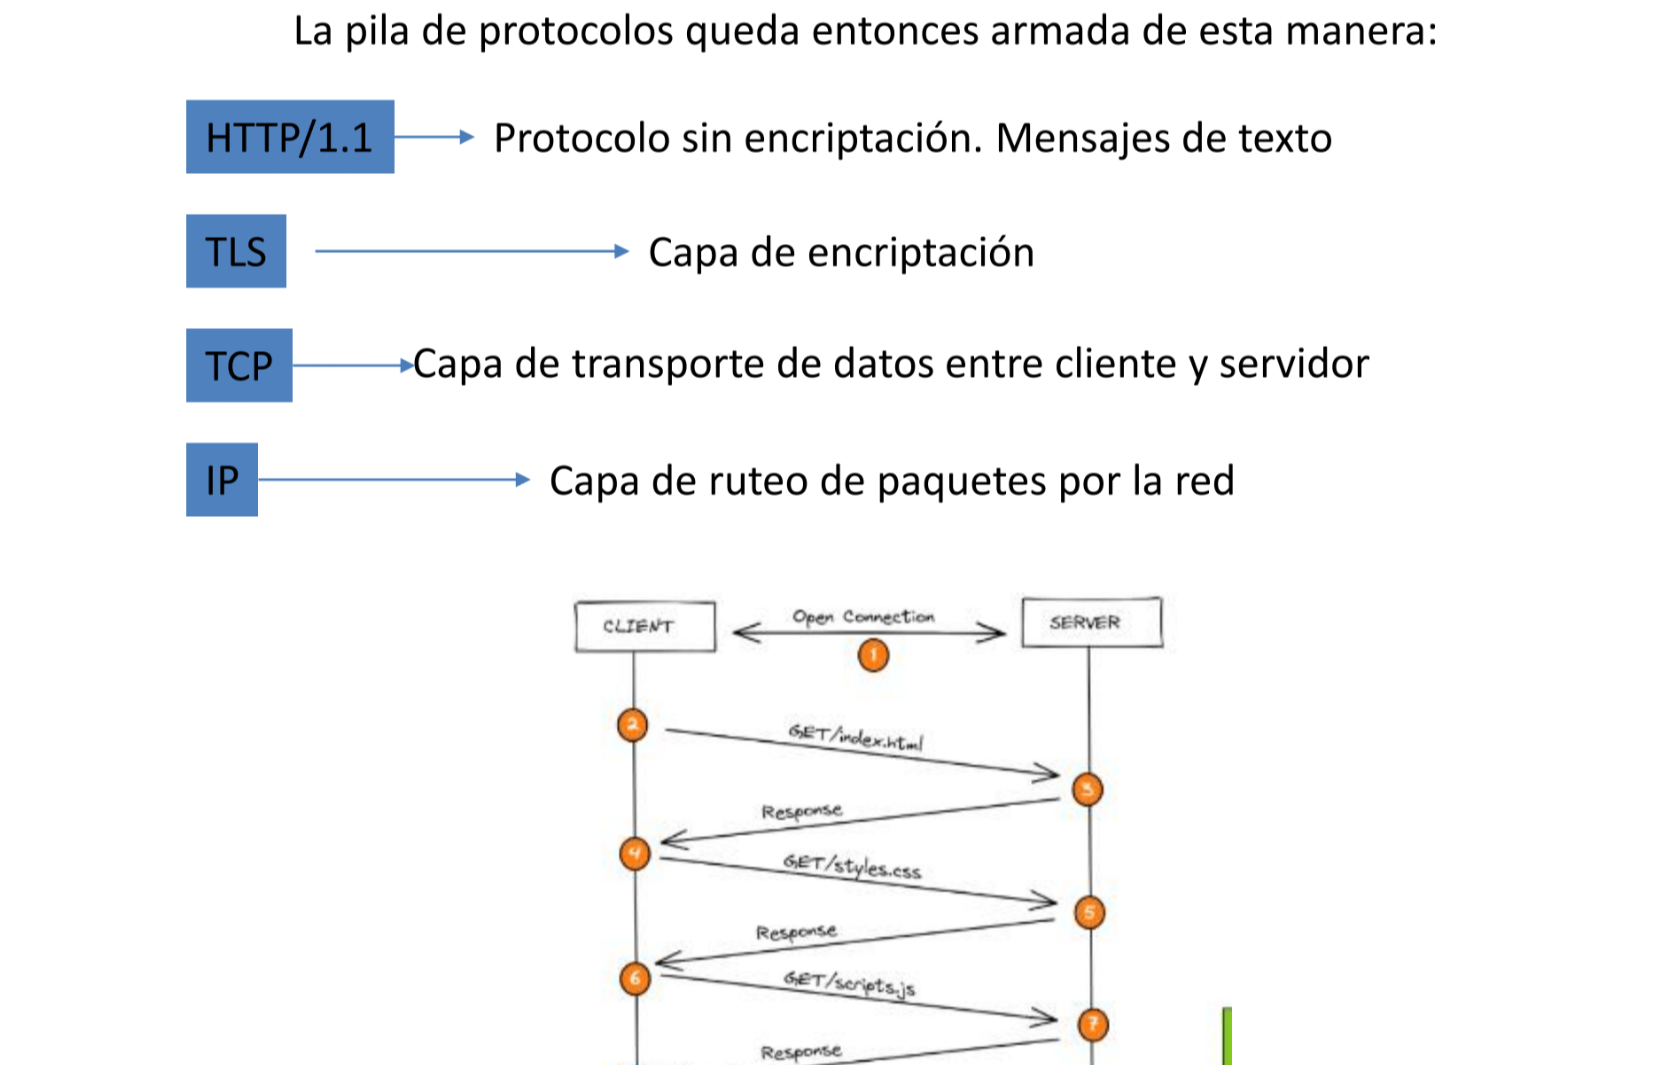 La pila de protocolos queda entonces armada de esta manera:
HTTP/1.1
Protocolo sin encriptación. Mensajes de texto
TLS
Capa de encriptación
TCP
Capa de transporte de datos entre cliente y servidor
IP
Capa de ruteo de paquetes por la red
CLIENT
Open Connection
SERVER
1
2
GET/index.html
3
Response
4
GET/styles.css
5
Response
6
GET/scripts.js
7
Response